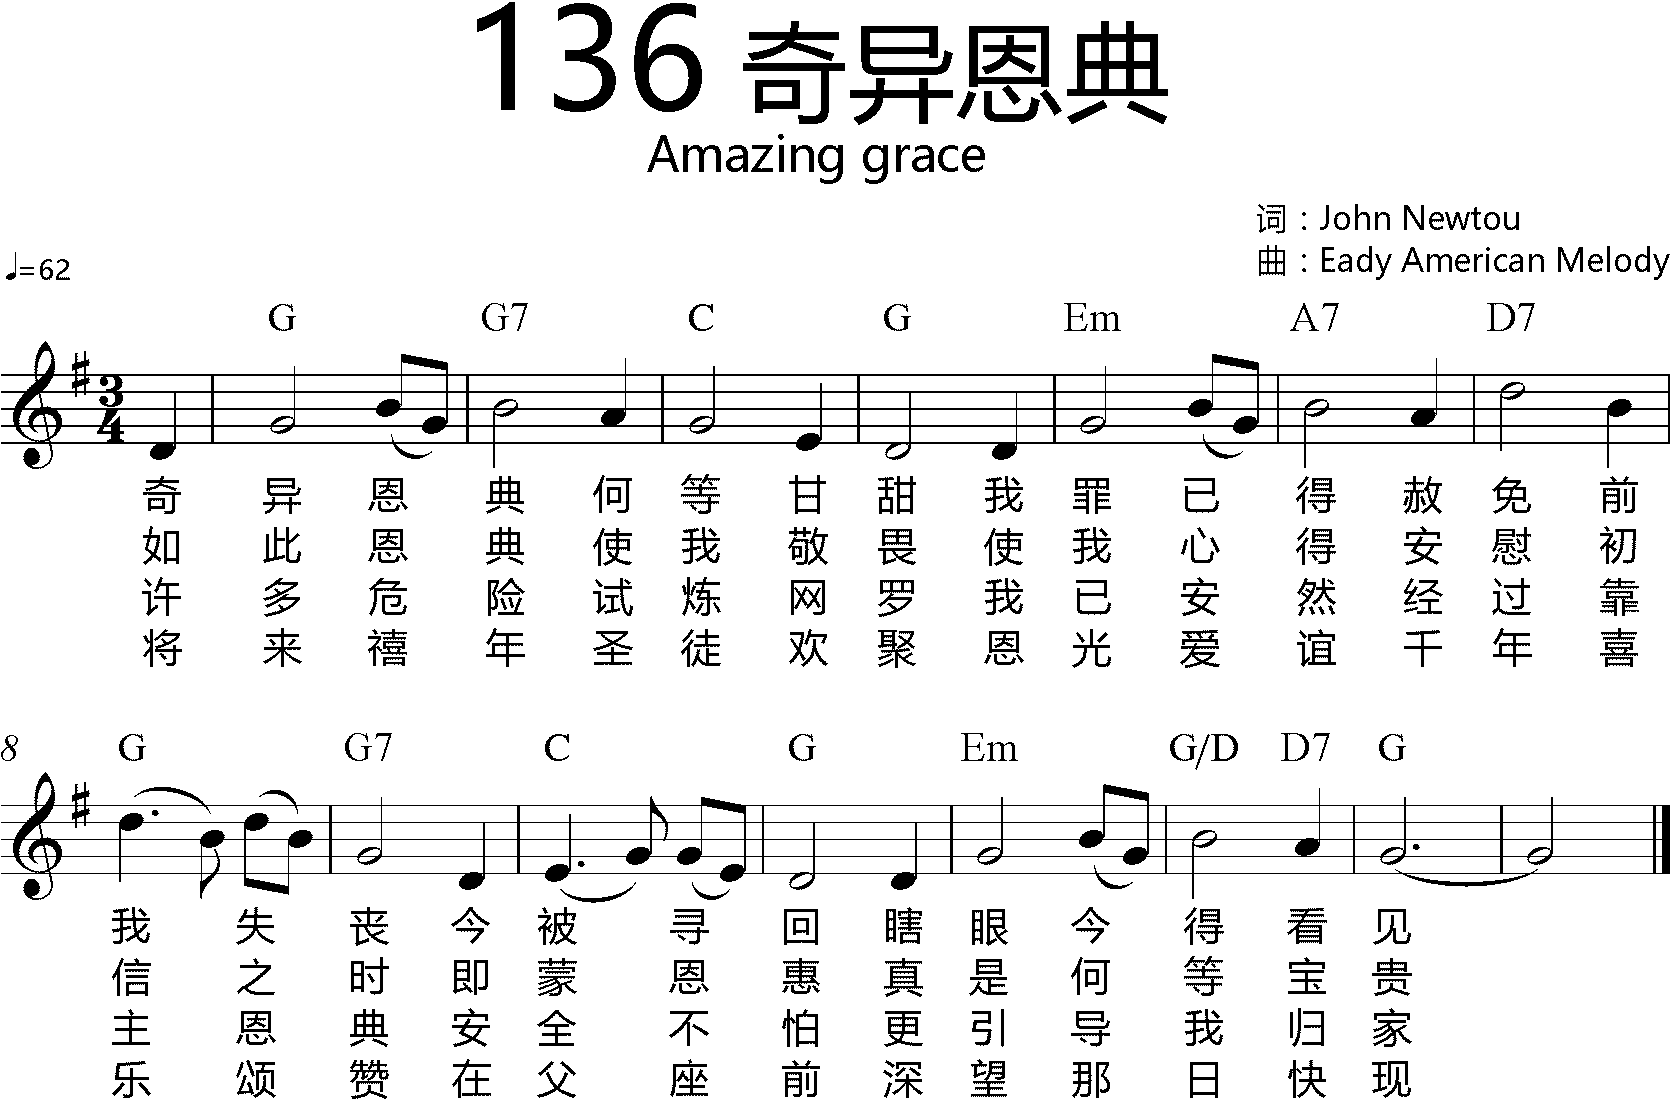 136 奇异恩典
Amazing grace
词：John Newtou
曲：Eady American Melody
♩=62
G G7 C G Em A7 D7
3
4
奇异恩典何等甘甜我罪已得赦免前
如此恩典使我敬畏使我心得安慰初
许多危险试炼网罗我已安然经过靠
将来禧年圣徒欢聚恩光爱谊千年喜
8 G G7 C G Em G/D D7 G
我失丧今被寻回瞎眼今得看见
信之时即蒙恩惠真是何等宝贵
主恩典安全不怕更引导我归家
乐颂赞在父座前深望那日快现